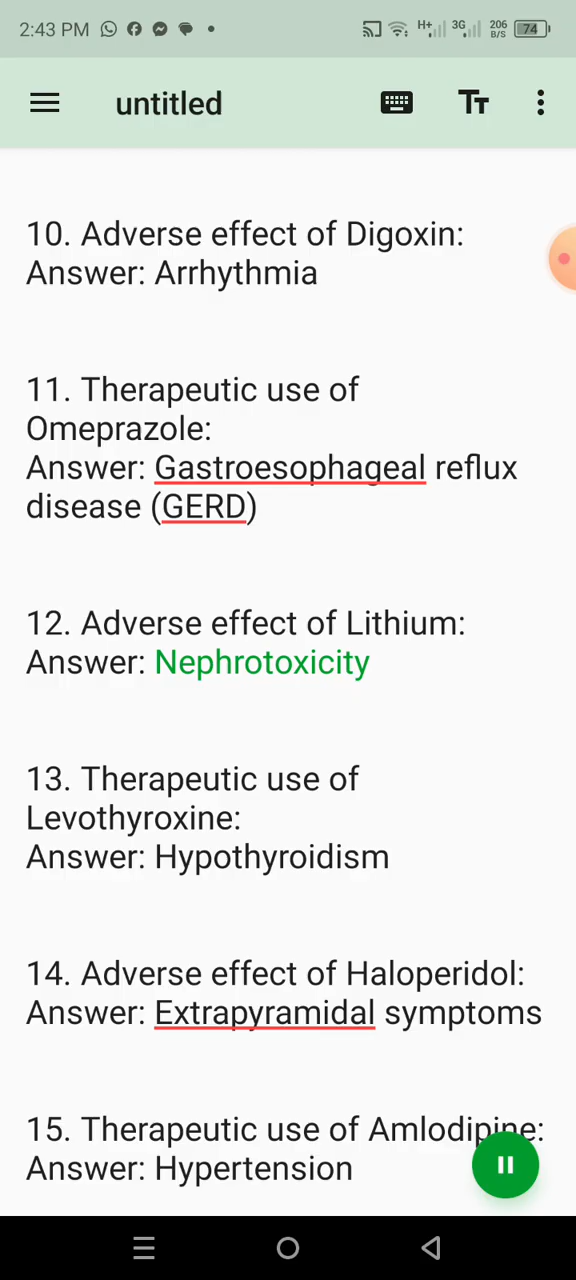 2:43 PM
H+ 3G 206 B/S 74
untitled
10. Adverse effect of Digoxin:
Answer: Arrhythmia
11. Therapeutic use of
Omeprazole:
Answer: Gastroesophageal reflux
disease (GERD)
12. Adverse effect of Lithium:
Answer: Nephrotoxicity
13. Therapeutic use of
Levothyroxine:
Answer: Hypothyroidism
14. Adverse effect of Haloperidol:
Answer: Extrapyramidal symptoms
15. Therapeutic use of Amlodipine:
Answer: Hypertension